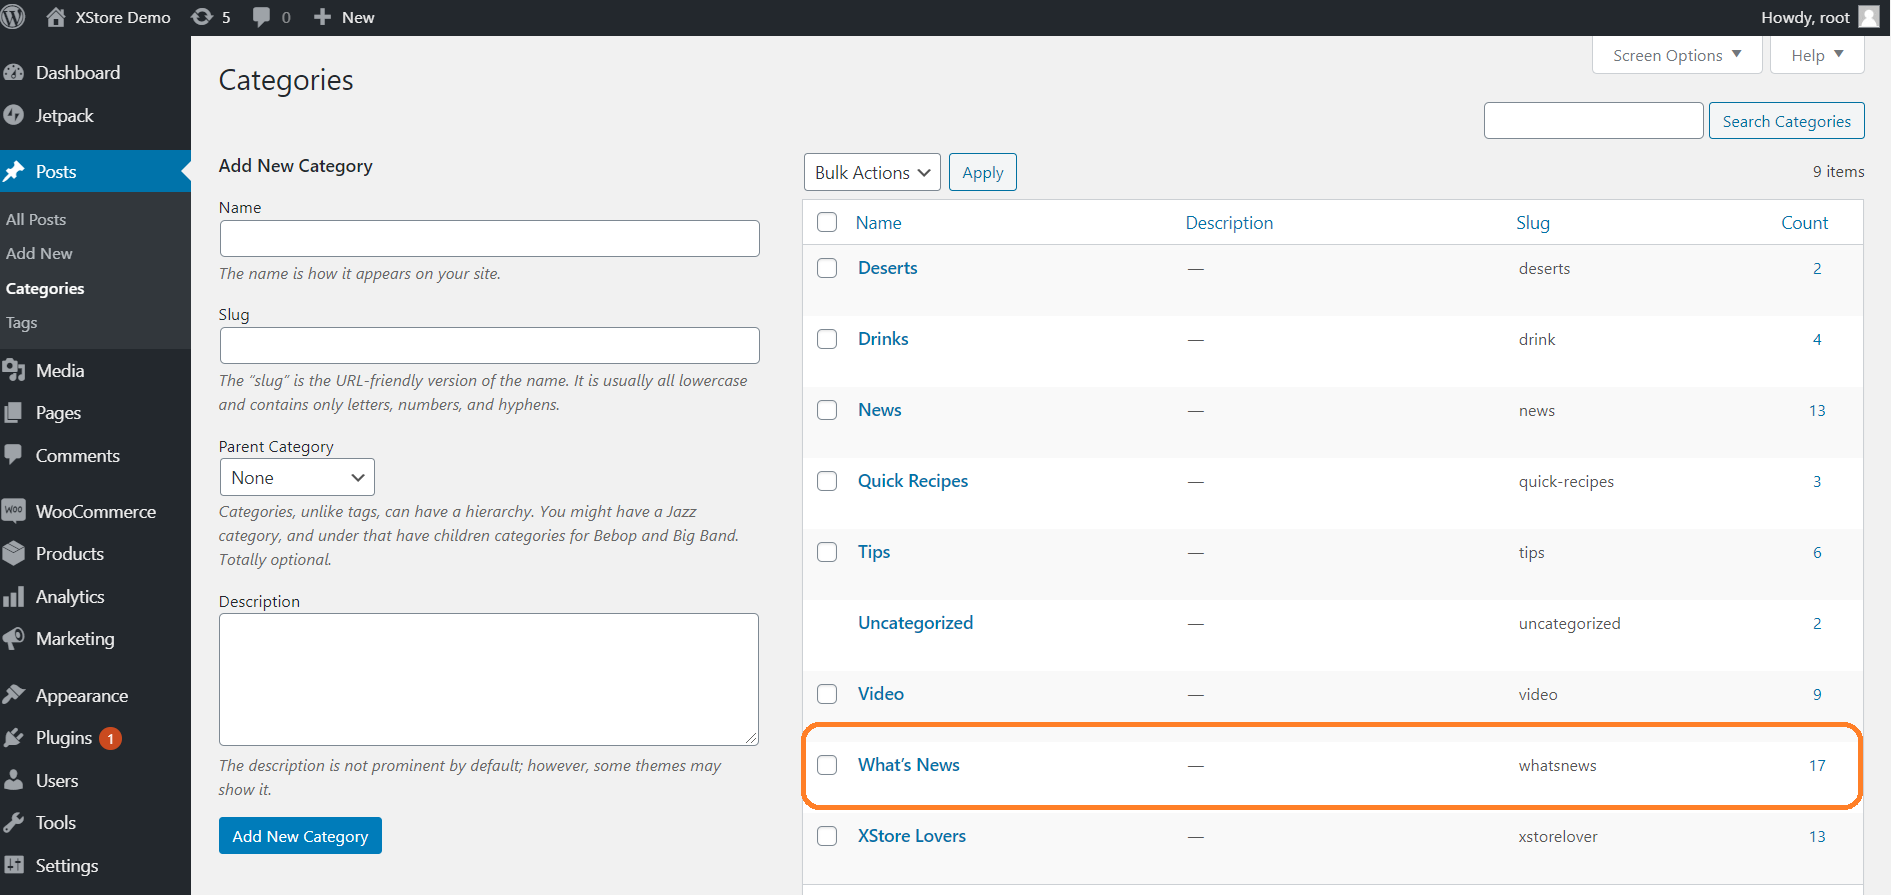 XStore Demo 5 0 New Howdy, root
Dashboard
Jetpack
Posts
All Posts
Add New
Categories
Tags
Media
Pages
Comments
woo WooCommerce
Products
Analytics
Marketing
Appearance
Plugins 1
Users
Tools
Settings
Screen Options Help
Categories
Search Categories
Add New Category
Name
The name is how it appears on your site.
Slug
The “slug” is the URL-friendly version of the name. It is usually all lowercase
and contains only letters, numbers, and hyphens.
Parent Category
None
Categories, unlike tags, can have a hierarchy. You might have a Jazz
category, and under that have children categories for Bebop and Big Band.
Totally optional.
Description
The description is not prominent by default; however, some themes may
show it.
Add New Category
Bulk Actions Apply 9 items
Name Description Slug Count
Deserts — deserts 2
Drinks — drink 4
News — news 13
Quick Recipes — quick-recipes 3
Tips — tips 6
Uncategorized — uncategorized 2
Video — video 9
What’s News — whatsnews 17
XStore Lovers — xstorelover 13